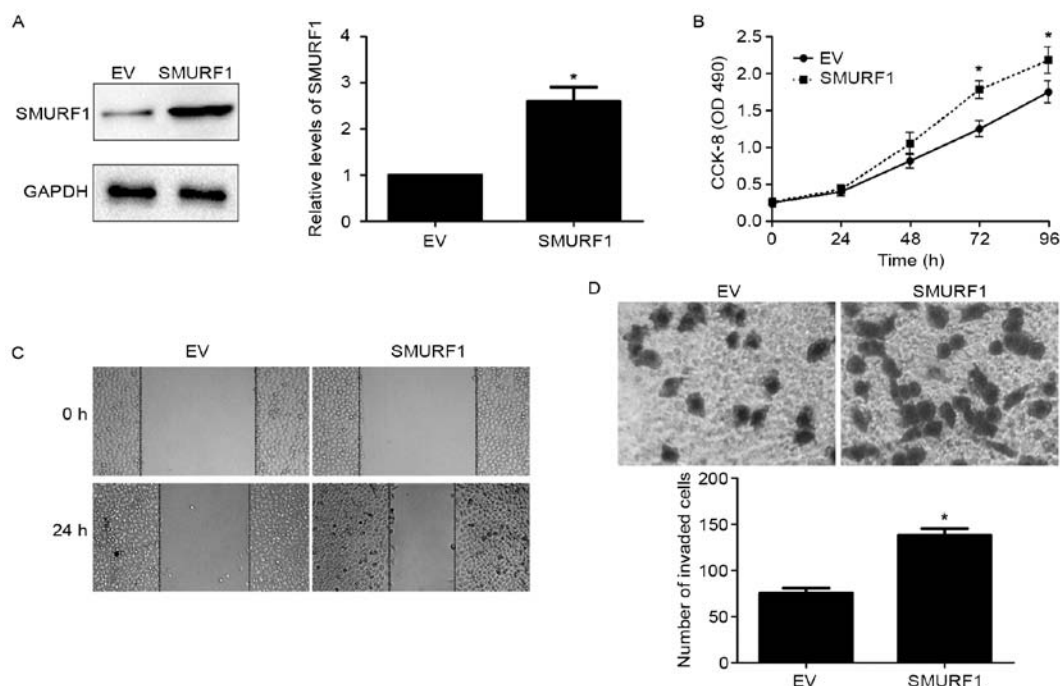 A
EV SMURF1
SMURF1
GAPDH
Relative levels of SMURF1
4
3
2
1
0
EV SMURF1
*
B
CCK-8 (OD 490)
2.5
2.0
1.5
1.0
0.5
0.0
EV
SMURF1
* *
0 24 48 72 96
Time (h)
C
EV SMURF1
0 h
24 h
D
EV SMURF1
Number of invaded cells
200
150
100
50
0
*
EV SMURF1